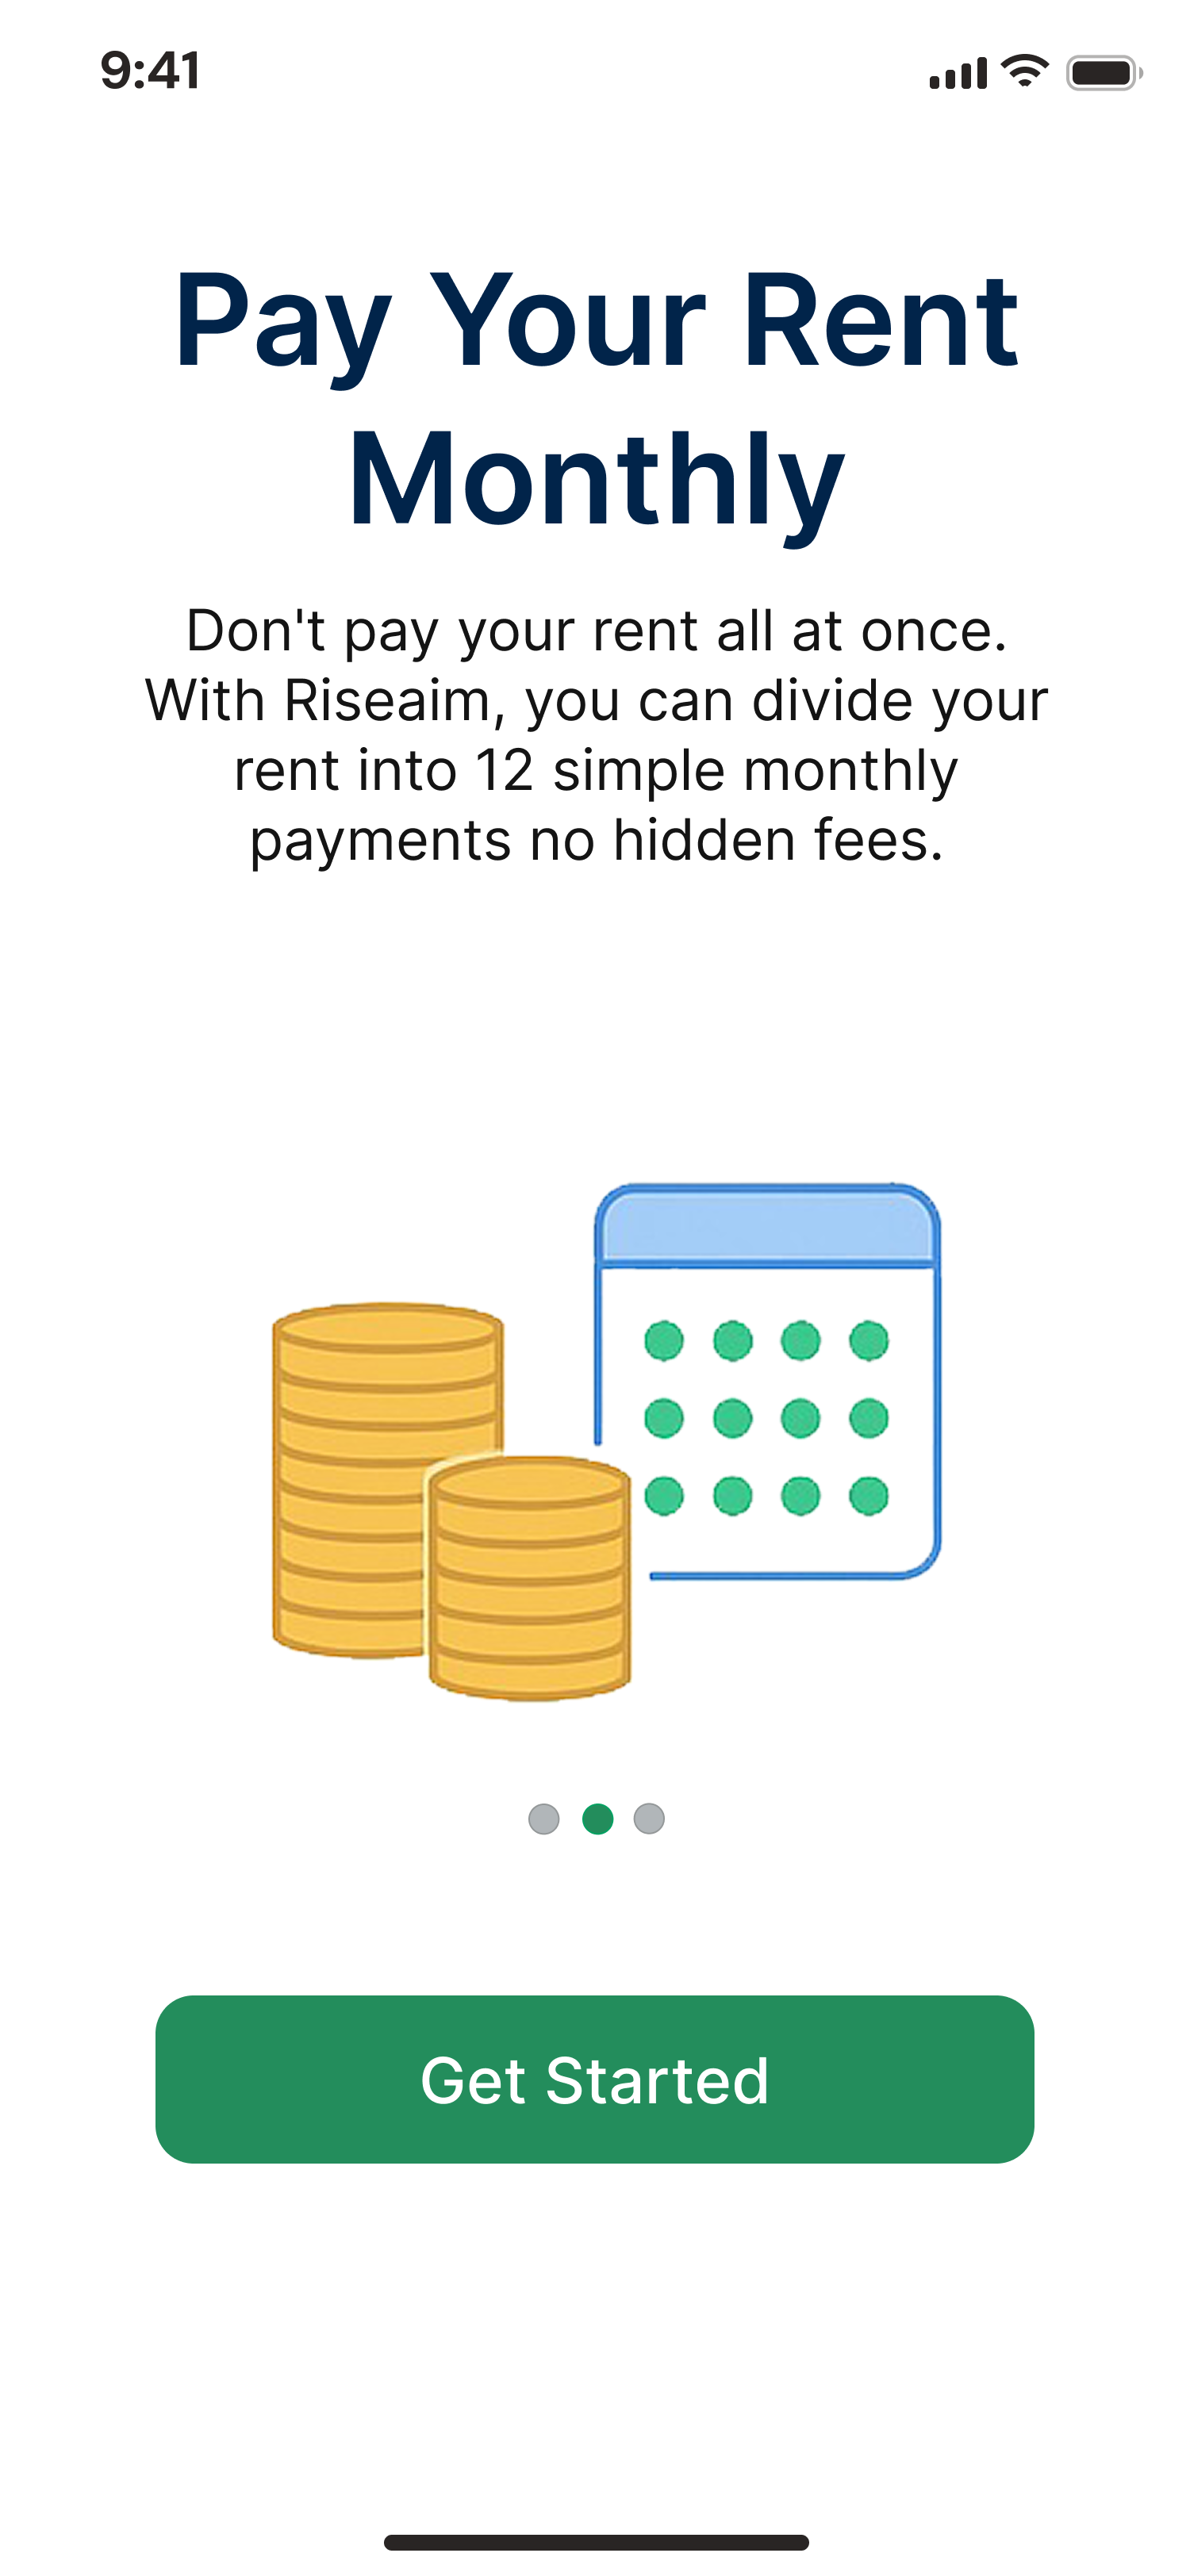 9:41
Pay Your Rent
Monthly
Don't pay your rent all at once.
With Riseaim, you can divide your
rent into 12 simple monthly
payments no hidden fees.
Get Started